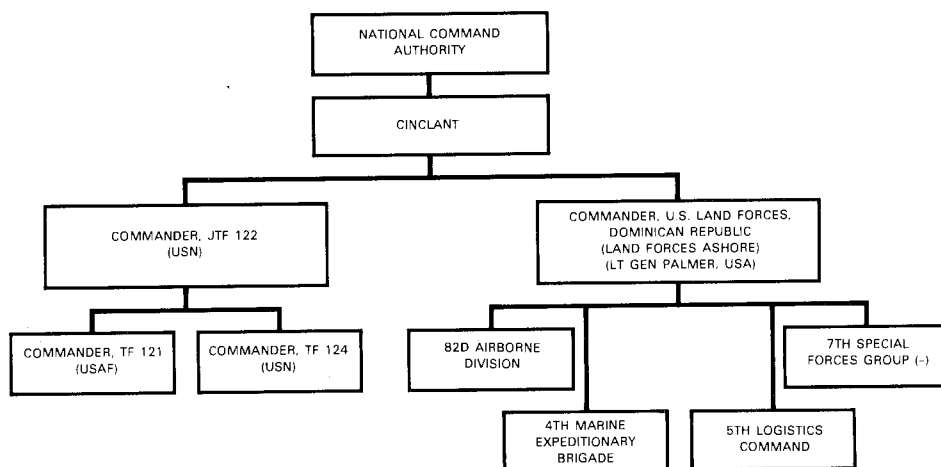 NATIONAL COMMAND
AUTHORITY
CINCLANT
COMMANDER, JTF 122
(USN)
COMMANDER, U.S. LAND FORCES,
DOMINICAN REPUBLIC
(LAND FORCES ASHORE)
(LT GEN PALMER, USA)
COMMANDER, TF 121
(USAF)
COMMANDER, TF 124
(USN)
82D AIRBORNE
DIVISION
7TH SPECIAL
FORCES GROUP (-)
4TH MARINE
EXPEDITIONARY
BRIGADE
5TH LOGISTICS
COMMAND